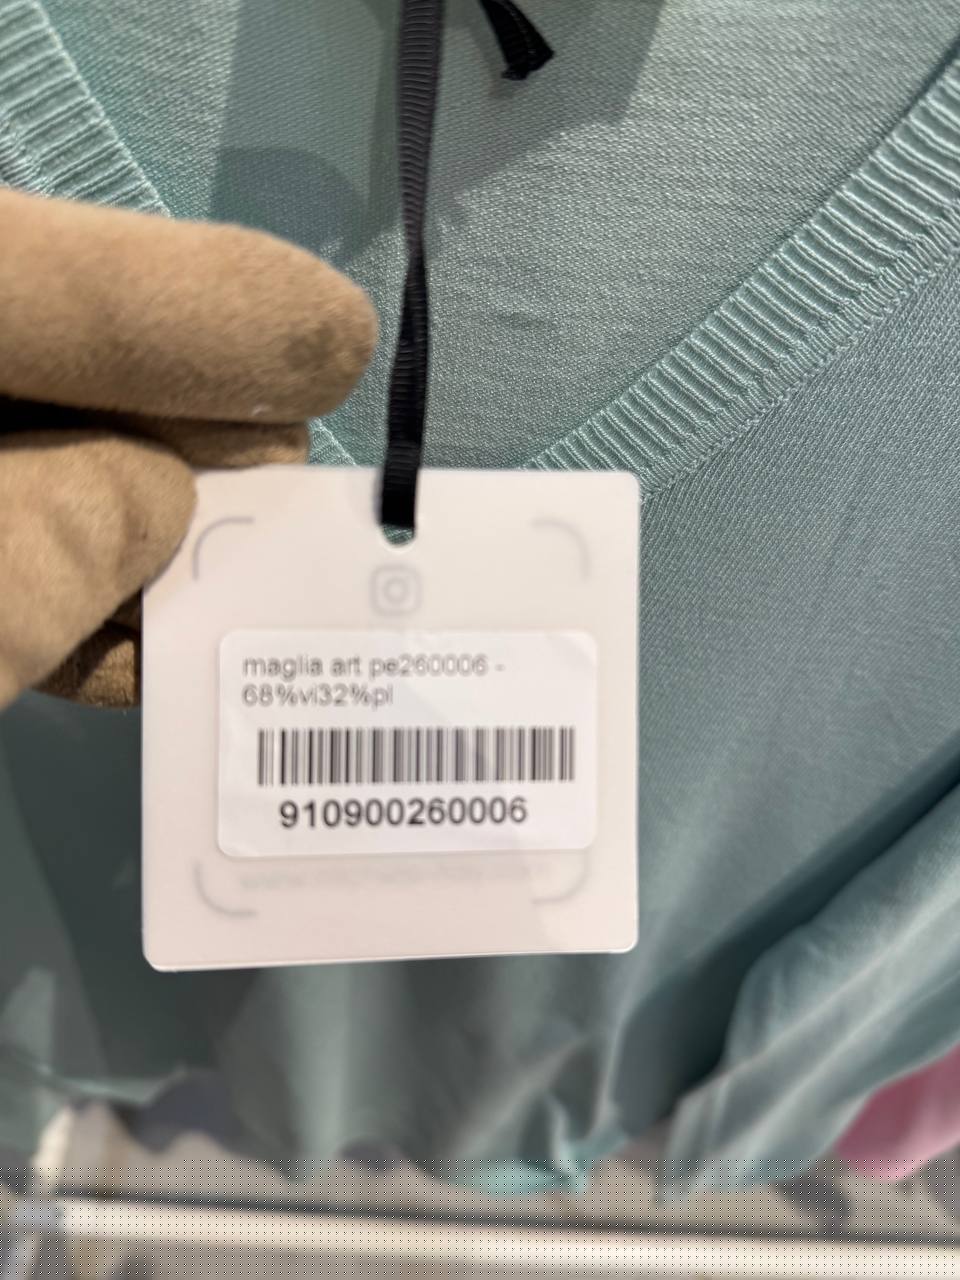 maglia art pe260006 -
68%vi32%pl
910900260006